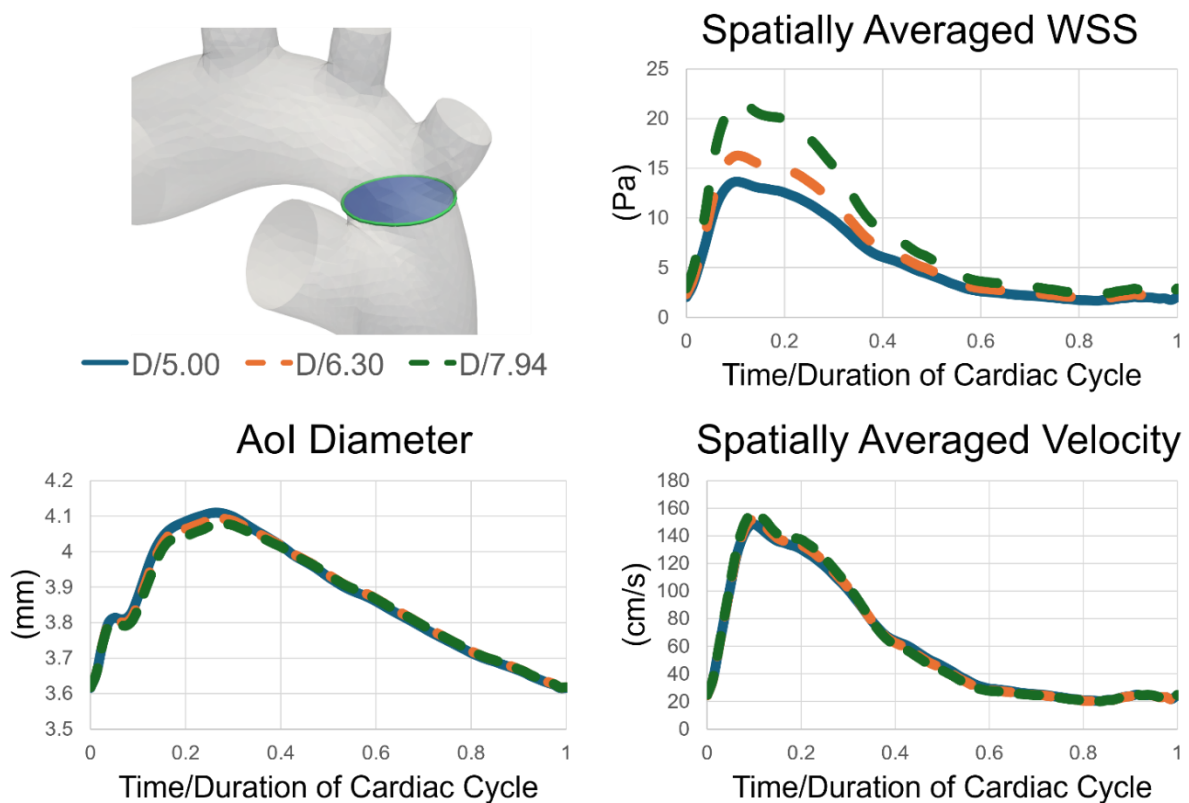 Spatially Averaged WSS
25
20
15
10
5
0
(Pa)
0 0.2 0.4 0.6 0.8 1
Time/Duration of Cardiac Cycle
D/5.00 D/6.30 D/7.94
AoI Diameter
4.2
4.1
4
3.9
3.8
3.7
3.6
3.5
(mm)
0 0.2 0.4 0.6 0.8 1
Time/Duration of Cardiac Cycle
Spatially Averaged Velocity
180
160
140
120
100
80
60
40
20
0
(cm/s)
0 0.2 0.4 0.6 0.8 1
Time/Duration of Cardiac Cycle